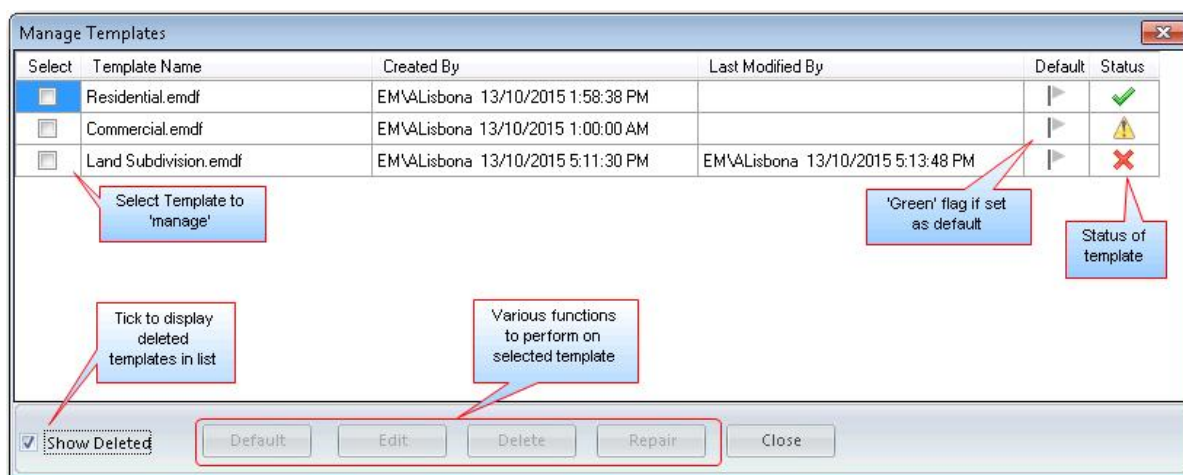 Manage Templates
Select Template Name Created By Last Modified By Default Status
Residential.emdf EM\ALisbona 13/10/2015 1:58:38 PM
Commercial.emdf EM\ALisbona 13/10/2015 1:00:00 AM
Land Subdivision.emdf EM\ALisbona 13/10/2015 5:11:30 PM EM\ALisbona 13/10/2015 5:13:48 PM
Select Template to
'manage'
'Green' flag if set
as default
Status of
template
Tick to display
deleted
templates in list
Various functions
to perform on
selected template
Show Deleted Default Edit Delete Repair Close